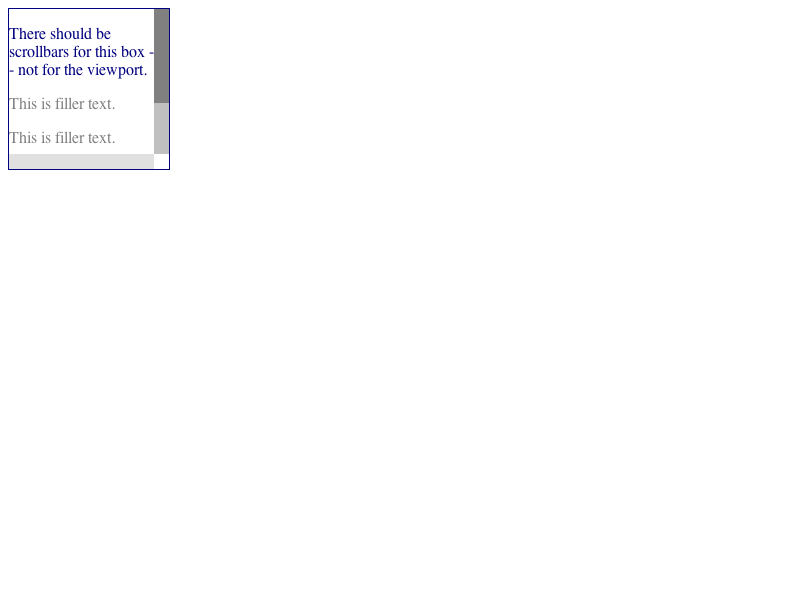 There should be
scrollbars for this box -
- not for the viewport.
This is filler text.
This is filler text.